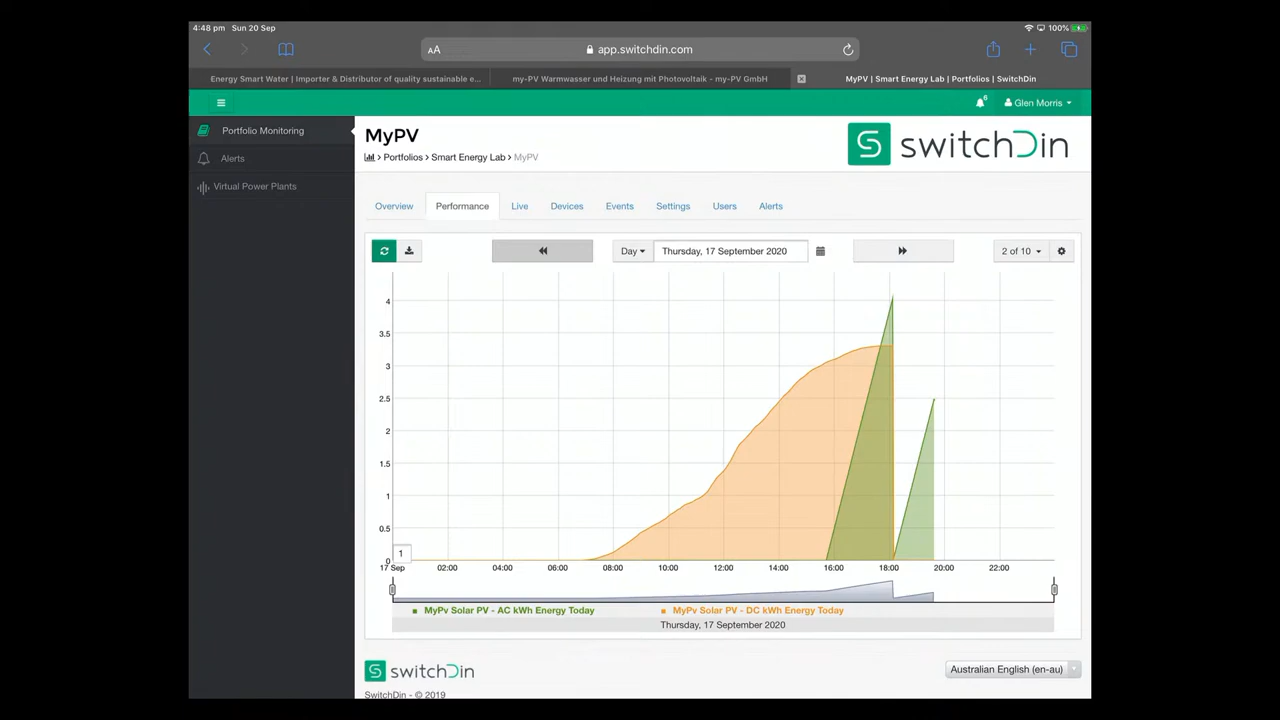 4:48 pm Sun 20 Sep
100%
AA
app.switchdin.com
Energy Smart Water | Importer & Distributor of quality sustainable e...
my-PV Warmwasser und Heizung mit Photovoltaik - my-PV GmbH
MyPV | Smart Energy Lab | Portfolios | SwitchDin
6
Glen Morris
Portfolio Monitoring
Alerts
Virtual Power Plants
MyPV
Portfolios > Smart Energy Lab > MyPV
switchDin
Overview Performance Live Devices Events Settings Users Alerts
Day Thursday, 17 September 2020 2 of 10
4
3.5
3
2.5
2
1.5
1
0.5
0
1
17 Sep 02:00 04:00 06:00 08:00 10:00 12:00 14:00 16:00 18:00 20:00 22:00
MyPv Solar PV - AC kWh Energy Today MyPv Solar PV - DC kWh Energy Today
Thursday, 17 September 2020
switchDin
Australian English (en-au)
SwitchDin - © 2019